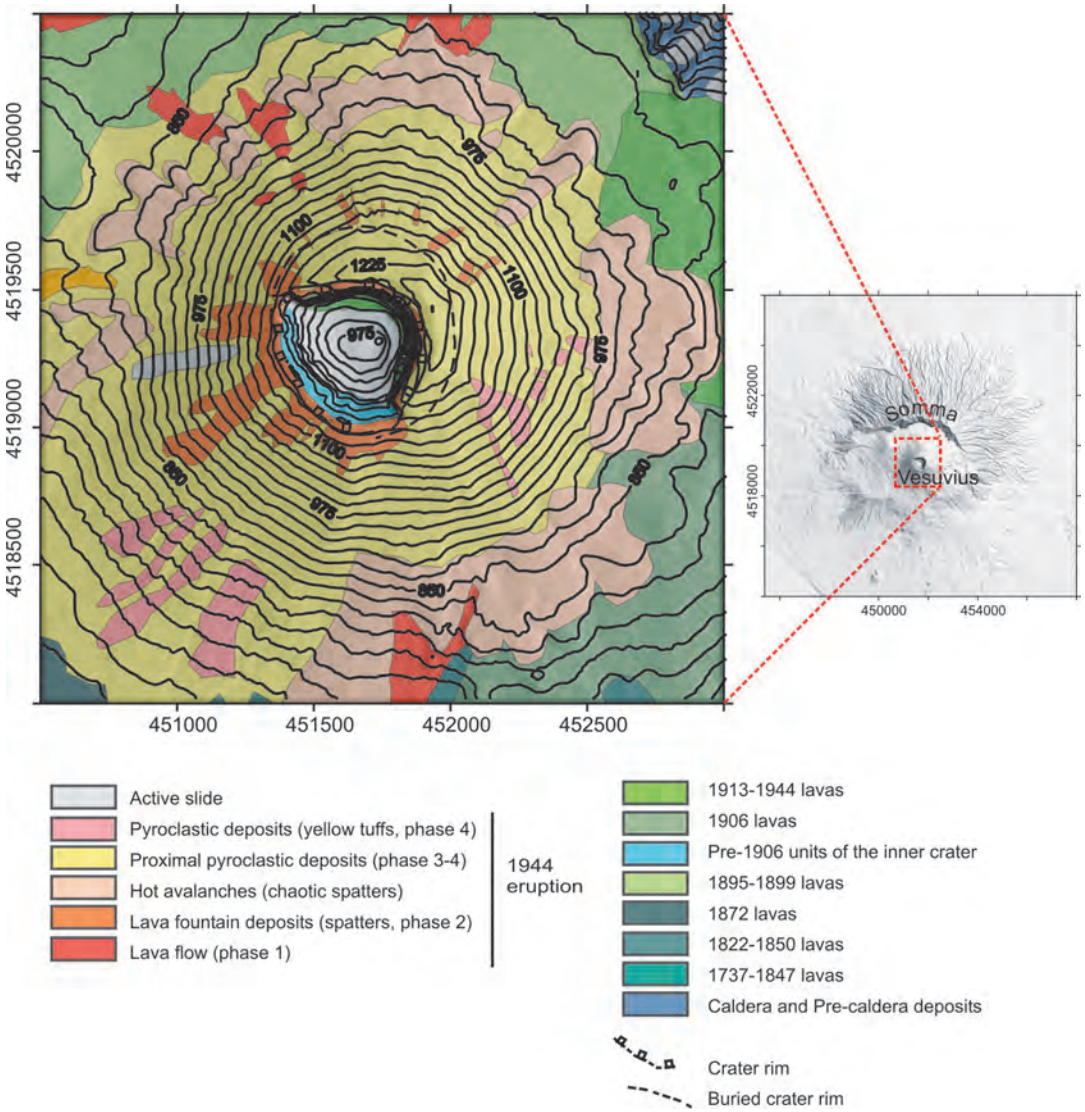 4520000
4519500
4519000
4518500
451000
451500
452000
452500
850
975
1100
1225
1100
975
975
975
850
1100
975
850
850
4522000
4518000
450000
454000
Somma
Vesuvius
Active slide
Pyroclastic deposits (yellow tuffs, phase 4)
Proximal pyroclastic deposits (phase 3-4)
Hot avalanches (chaotic spatters)
Lava fountain deposits (spatters, phase 2)
Lava flow (phase 1)
1944
eruption
1913-1944 lavas
1906 lavas
Pre-1906 units of the inner crater
1895-1899 lavas
1872 lavas
1822-1850 lavas
1737-1847 lavas
Caldera and Pre-caldera deposits
Crater rim
Buried crater rim